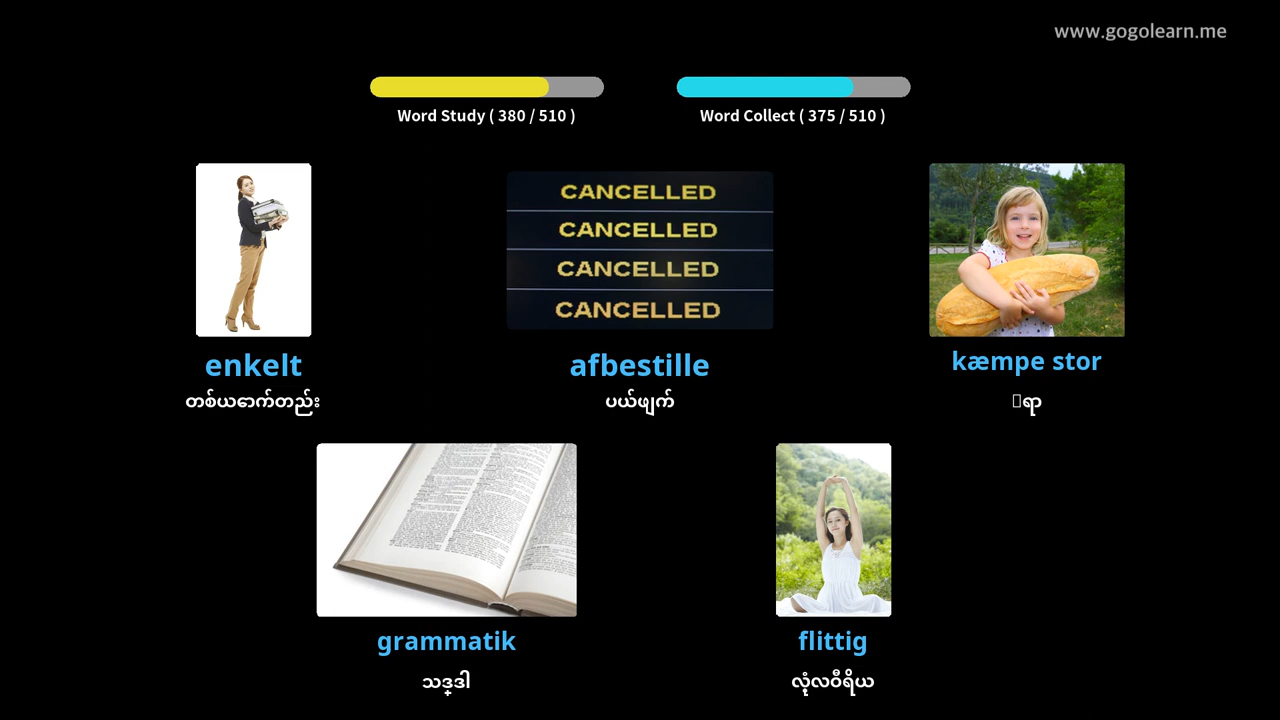 www.gogolearn.me
Word Study ( 380 / 510 )
Word Collect ( 375 / 510 )
CANCELLED
CANCELLED
CANCELLED
CANCELLED
enkelt
afbestille
kæmpe stor
တစ်ယောက်တည်း
ပယ်ဖျက်
ရာ
grammatik
flittig
သဒ္ဒါ
လုံ့လဝီရိယ